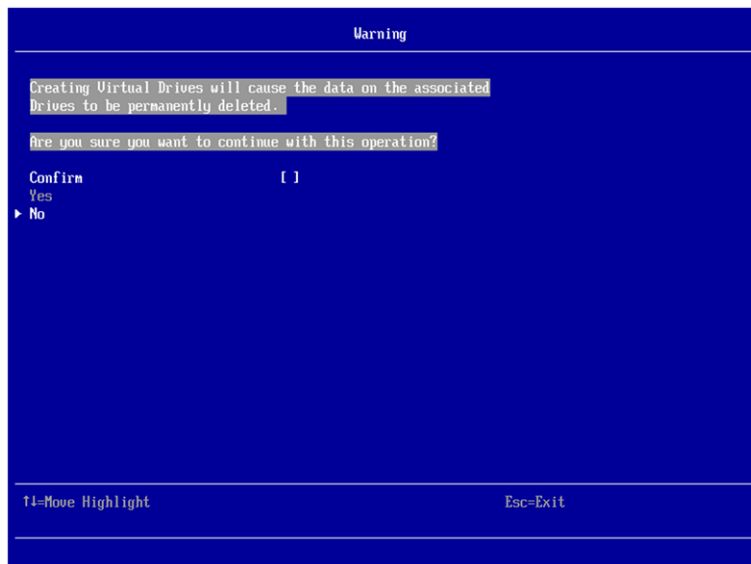 Warning
Creating Virtual Drives will cause the data on the associated
Drives to be permanently deleted.
Are you sure you want to continue with this operation?
Confirm [ ]
Yes
▶ No
↑↓=Move Highlight Esc=Exit